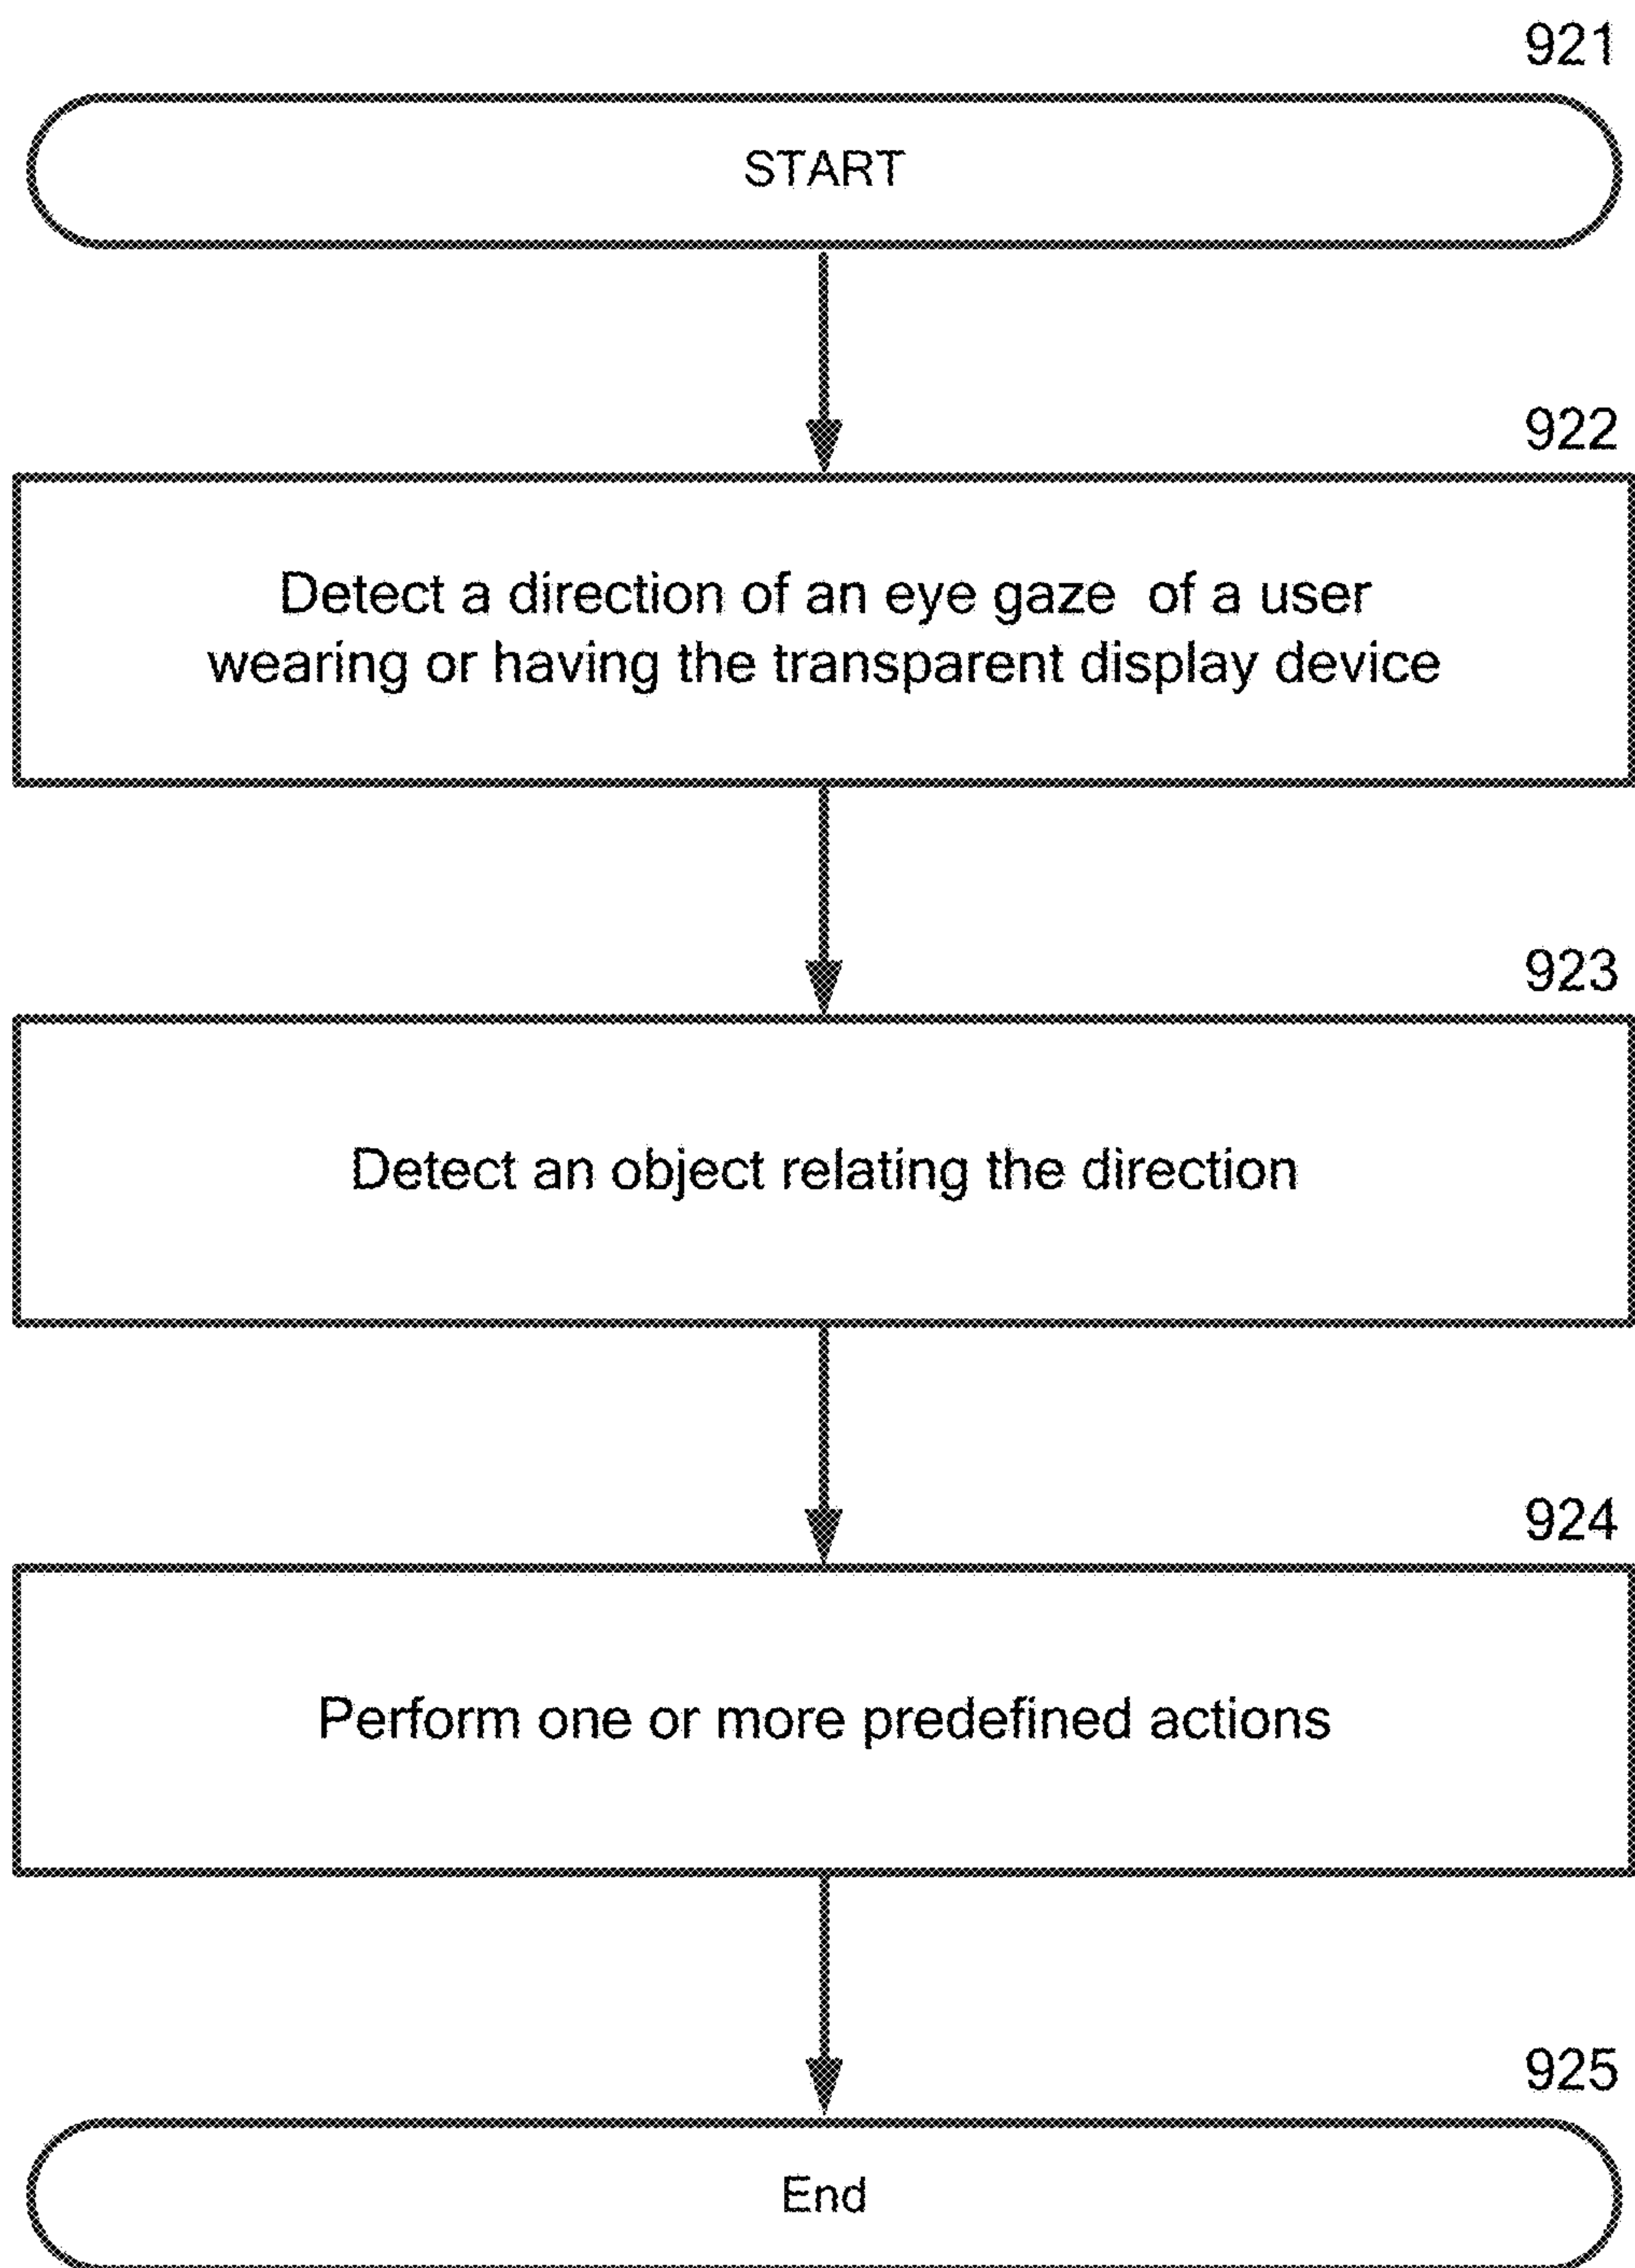 921
START
922
Detect a direction of an eye gaze of a user
wearing or having the transparent display device
923
Detect an object relating the direction
924
Perform one or more predefined actions
925
End